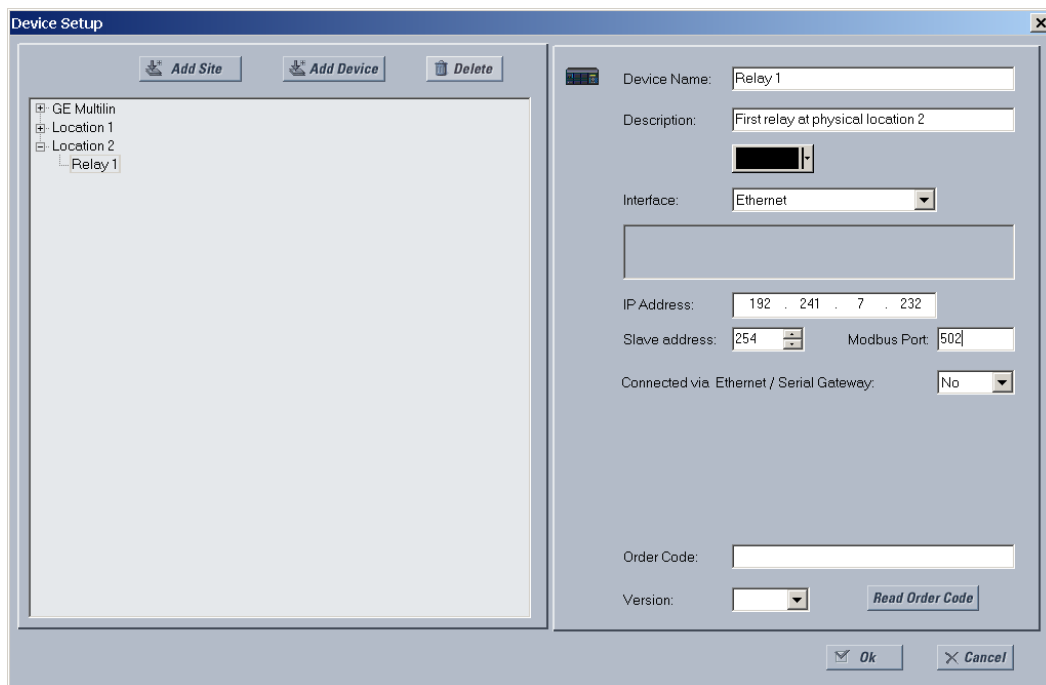 Device Setup
Add Site
Add Device
Delete
GE Multilin
Location 1
Location 2
Relay 1
Device Name: Relay 1
Description: First relay at physical location 2
Interface: Ethernet
IP Address: 192 . 241 . 7 . 232
Slave address: 254 Modbus Port: 502
Connected via Ethernet / Serial Gateway: No
Order Code:
Version: Read Order Code
Ok Cancel